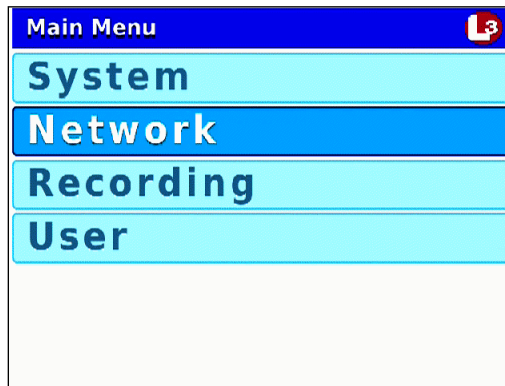 Main Menu
L3
System
Network
Recording
User